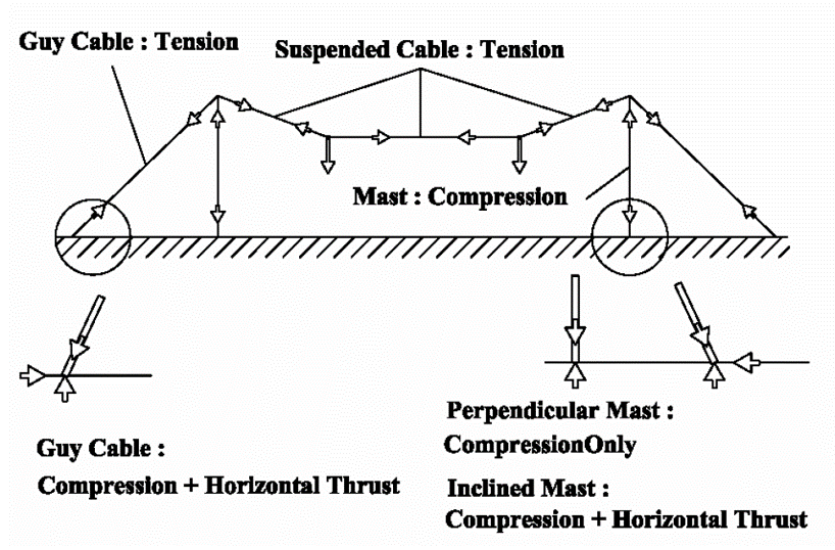 Guy Cable : Tension
Suspended Cable : Tension
Mast : Compression
Guy Cable :
Compression + Horizontal Thrust
Perpendicular Mast :
CompressionOnly
Inclined Mast :
Compression + Horizontal Thrust